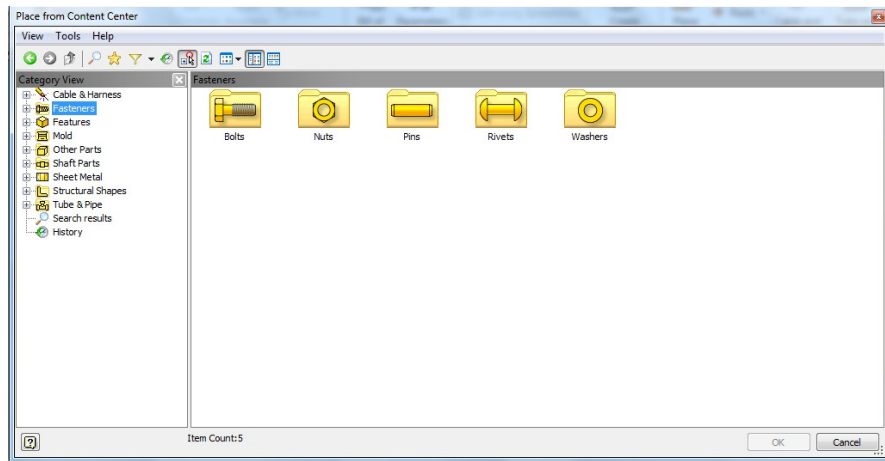 Place from Content Center
View Tools Help
Category View
Fasteners
Cable & Harness
Fasteners
Features
Mold
Other Parts
Shaft Parts
Sheet Metal
Structural Shapes
Tube & Pipe
Search results
History
Bolts Nuts Pins Rivets Washers
Item Count:5
OK Cancel